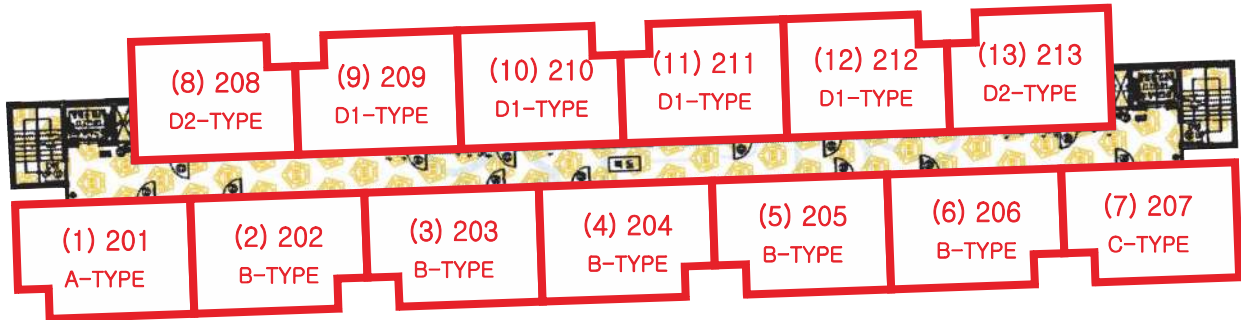 (8) 208
D2-TYPE
(9) 209
D1-TYPE
(10) 210
D1-TYPE
(11) 211
D1-TYPE
(12) 212
D1-TYPE
(13) 213
D2-TYPE
(1) 201
A-TYPE
(2) 202
B-TYPE
(3) 203
B-TYPE
(4) 204
B-TYPE
(5) 205
B-TYPE
(6) 206
B-TYPE
(7) 207
C-TYPE